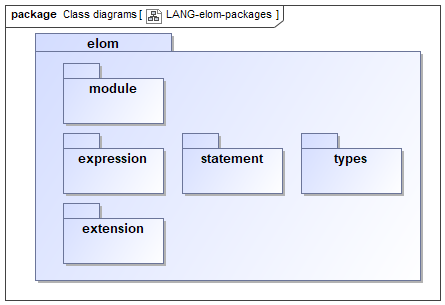 package Class diagrams [ LANG-elom-packages ]
elom
module
expression statement types
extension